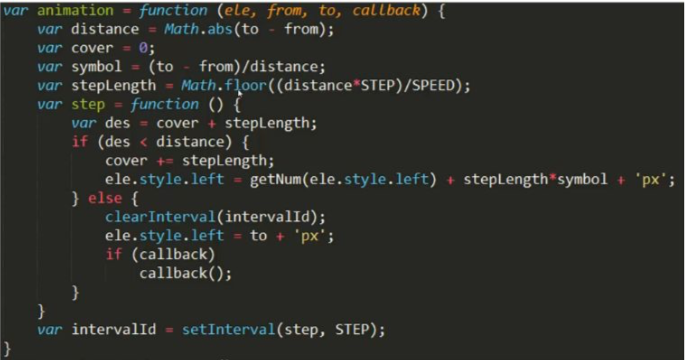 var animation = function (ele, from, to, callback) {
    var distance = Math.abs(to - from);
    var cover = 0;
    var symbol = (to - from)/distance;
    var stepLength = Math.floor((distance*STEP)/SPEED);
    var step = function () {
        var des = cover + stepLength;
        if (des < distance) {
            cover += stepLength;
            ele.style.left = getNum(ele.style.left) + stepLength*symbol + 'px';
        } else {
            clearInterval(intervalId);
            ele.style.left = to + 'px';
            if (callback)
                callback();
        }
    }
    var intervalId = setInterval(step, STEP);
}